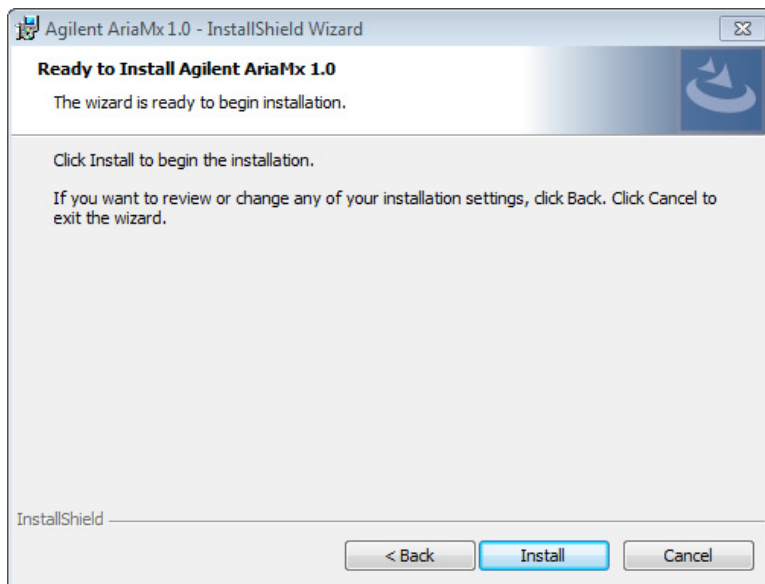 Agilent AriaMx 1.0 - InstallShield Wizard
Ready to Install Agilent AriaMx 1.0
The wizard is ready to begin installation.
Click Install to begin the installation.
If you want to review or change any of your installation settings, click Back. Click Cancel to
exit the wizard.
InstallShield
< Back Install Cancel